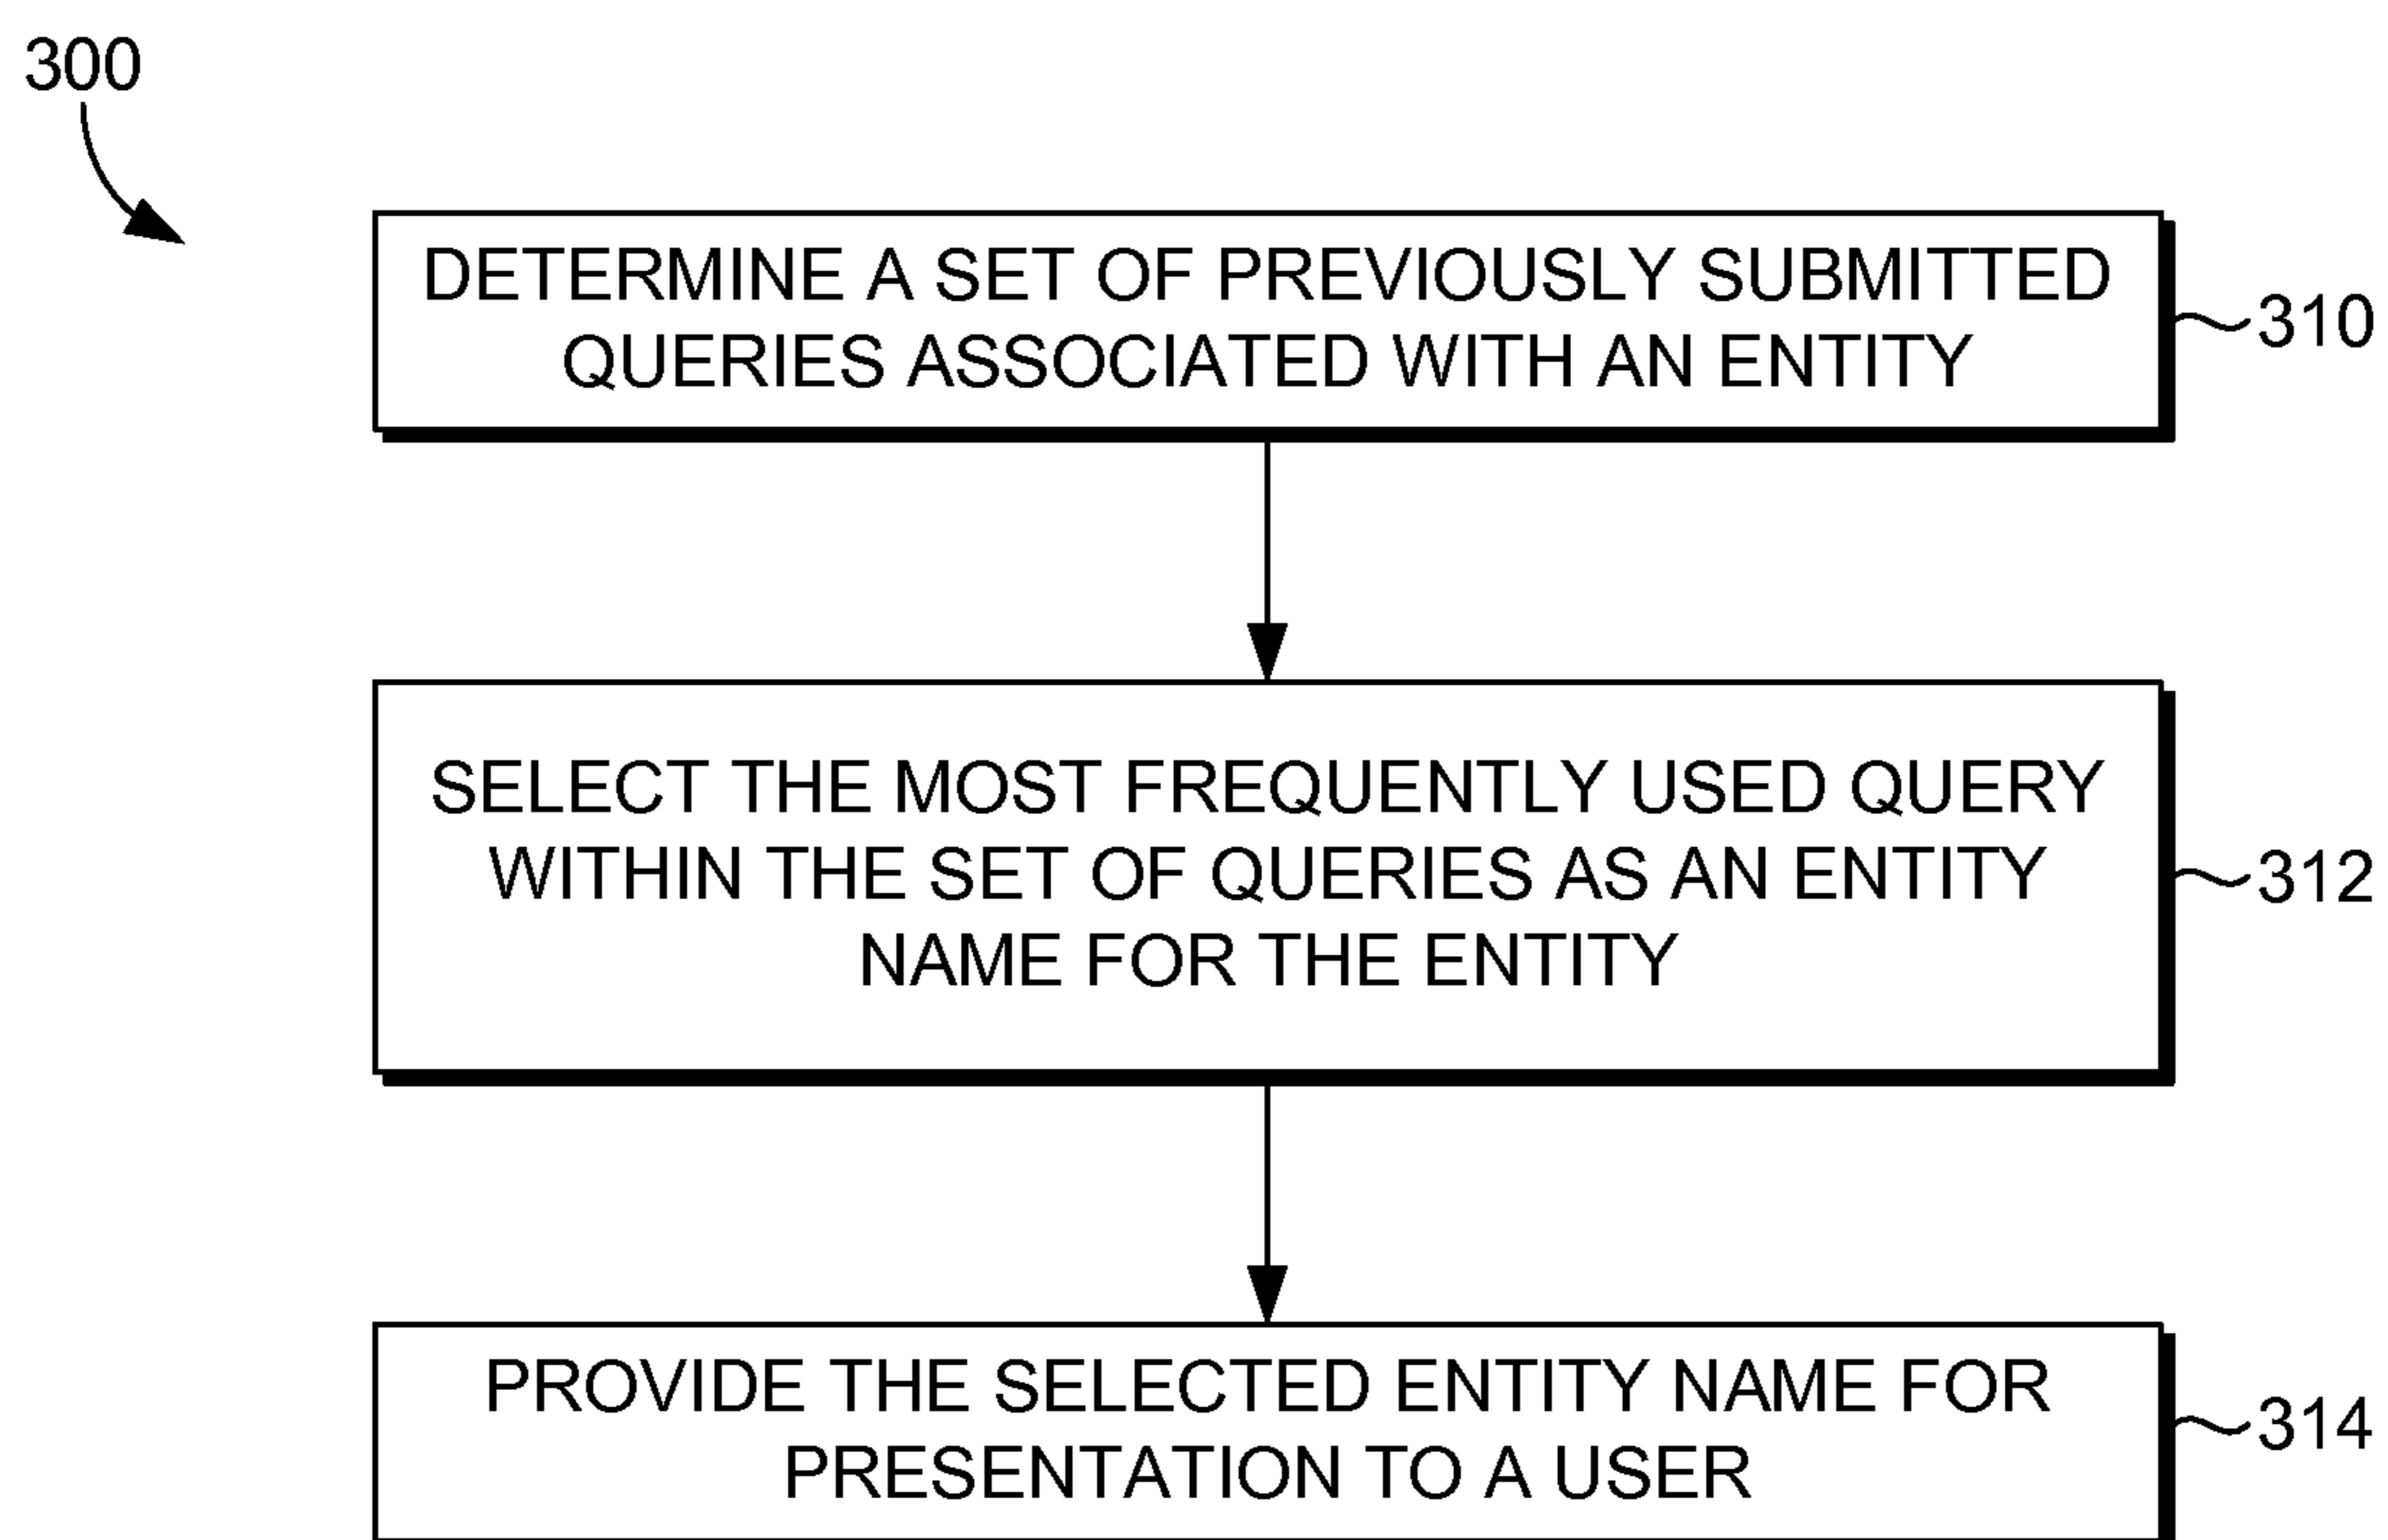 300
DETERMINE A SET OF PREVIOUSLY SUBMITTED
QUERIES ASSOCIATED WITH AN ENTITY
310
SELECT THE MOST FREQUENTLY USED QUERY
WITHIN THE SET OF QUERIES AS AN ENTITY
NAME FOR THE ENTITY
312
PROVIDE THE SELECTED ENTITY NAME FOR
PRESENTATION TO A USER
314